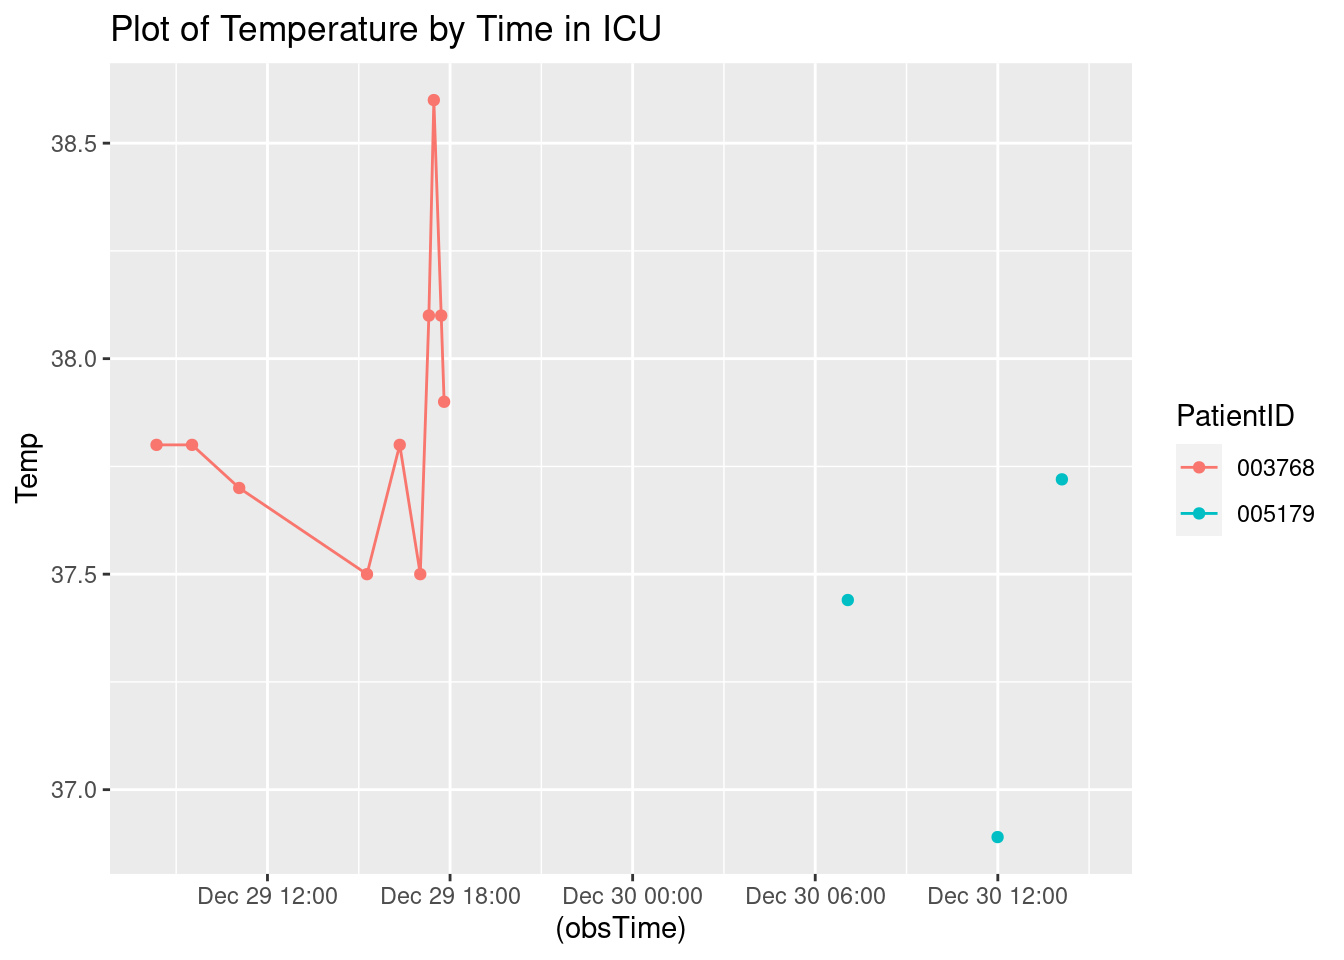 Plot of Temperature by Time in ICU
38.5
38.0
37.5
37.0
Temp
Dec 29 12:00 Dec 29 18:00 Dec 30 00:00 Dec 30 06:00 Dec 30 12:00
(obsTime)
PatientID
003768
005179